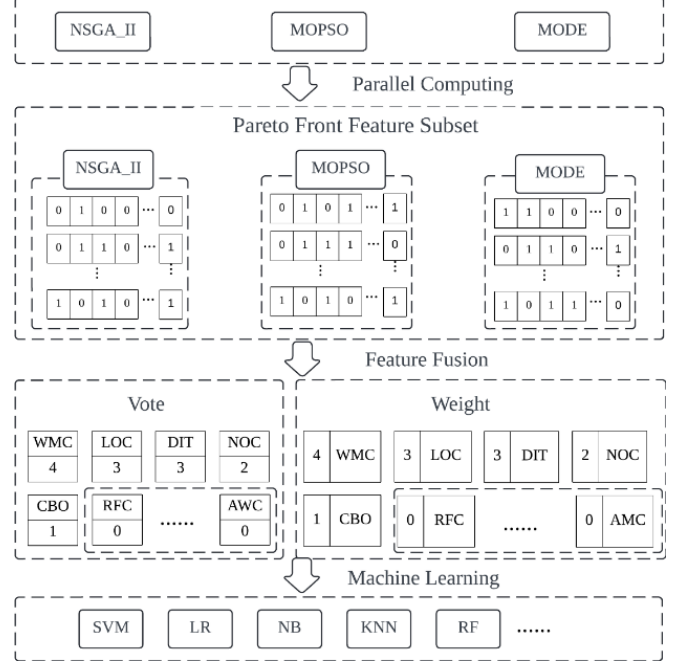 NSGA_II MOPSO MODE
Parallel Computing
Pareto Front Feature Subset
NSGA_II MOPSO MODE
0 1 0 0 ... 0
0 1 1 0 ... 1
⋮ ⋮
1 0 1 0 ... 1
0 1 0 1 ... 1
0 1 1 1 ... 0
⋮ ⋮
1 0 1 0 ... 1
1 1 0 0 ... 0
0 1 1 0 ... 1
⋮ ⋮
1 0 1 1 ... 0
Feature Fusion
Vote
WMC LOC DIT NOC
4 3 3 2
CBO RFC ...... AWC
1 0 0
Weight
4 WMC 3 LOC 3 DIT 2 NOC
1 CBO 0 RFC ...... 0 AMC
Machine Learning
SVM LR NB KNN RF ......